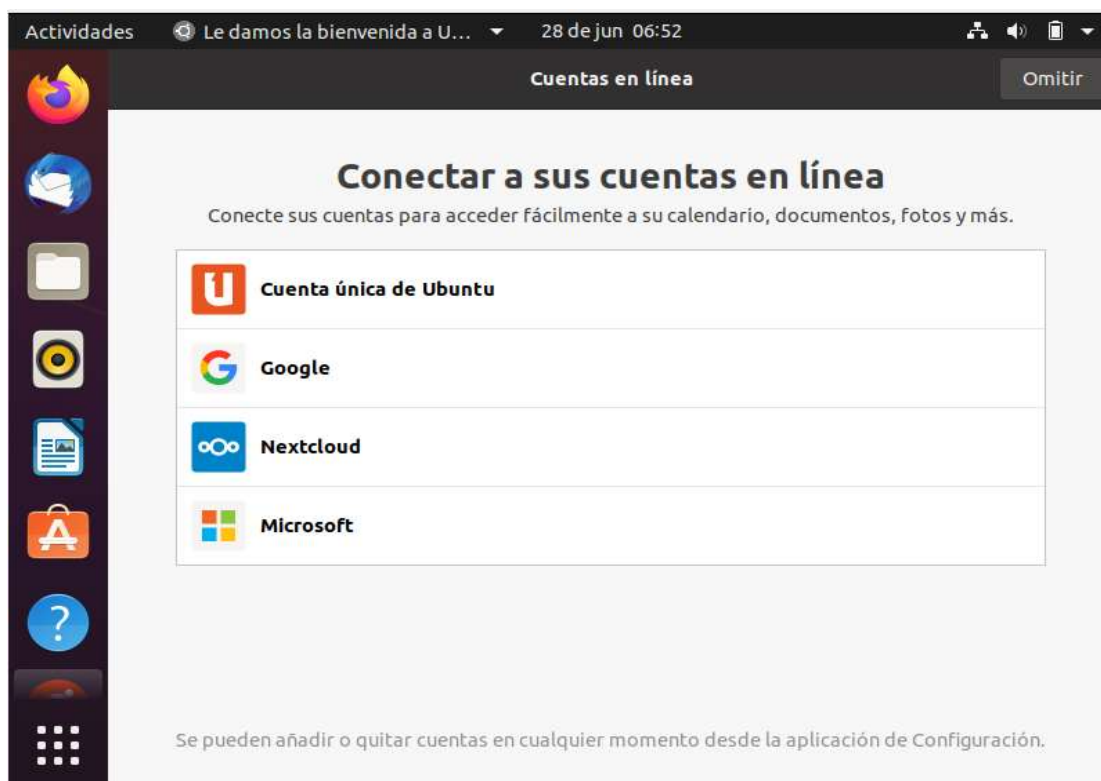 Actividades Le damos la bienvenida a U... 28 de jun 06:52
Cuentas en línea Omitir
Conectar a sus cuentas en línea
Conecte sus cuentas para acceder fácilmente a su calendario, documentos, fotos y más.
Cuenta única de Ubuntu
Google
Nextcloud
Microsoft
Se pueden añadir o quitar cuentas en cualquier momento desde la aplicación de Configuración.